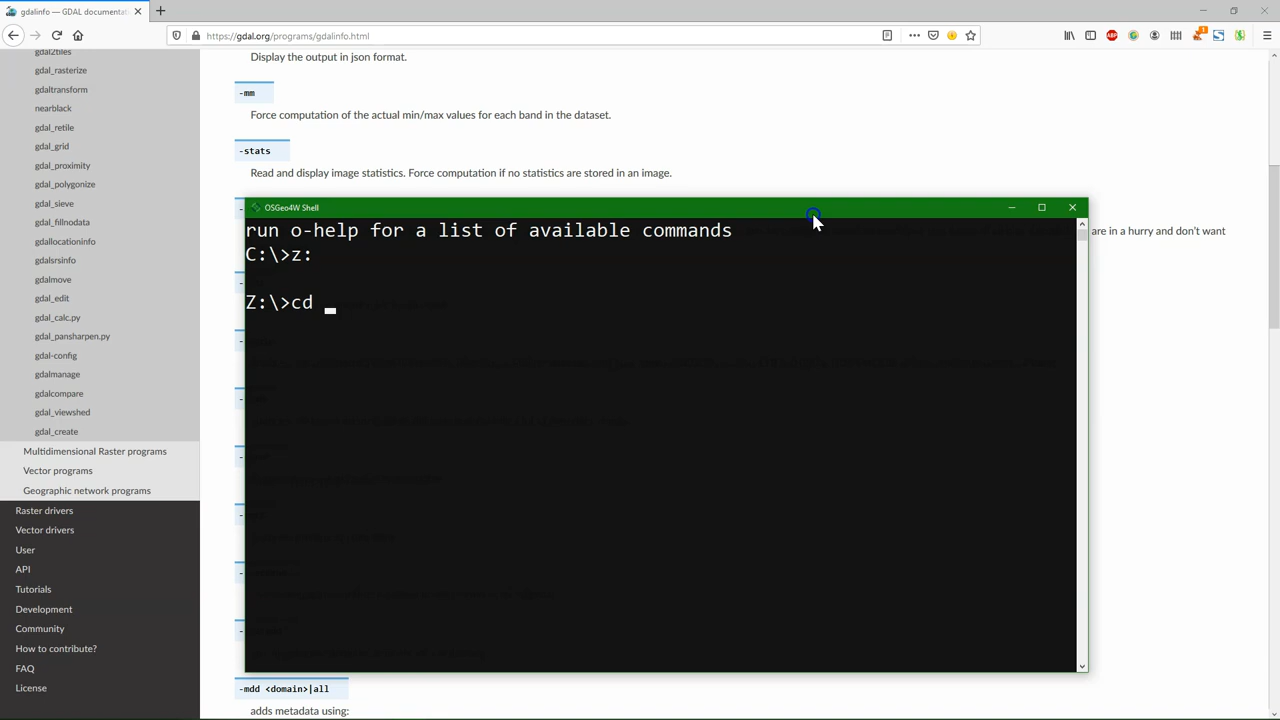 gdalinfo — GDAL documentati
https://gdal.org/programs/gdalinfo.html
gdal2tiles
gdal_rasterize
gdaltransform
nearblack
gdal_retile
gdal_grid
gdal_proximity
gdal_polygonize
gdal_sieve
gdal_fillnodata
gdallocationinfo
gdalsrsinfo
gdalmove
gdal_edit
gdal_calc.py
gdal_pansharpen.py
gdal-config
gdalmanage
gdalcompare
gdal_viewshed
gdal_create
Multidimensional Raster programs
Vector programs
Geographic network programs
Raster drivers
Vector drivers
User
API
Tutorials
Development
Community
How to contribute?
FAQ
License
Display the output in json format.
-mm
Force computation of the actual min/max values for each band in the dataset.
-stats
Read and display image statistics. Force computation if no statistics are stored in an image.
are in a hurry and don't want
OSGeo4W Shell
run o-help for a list of available commands
C:\>z:
Z:\>cd
-mdd <domain>|all
adds metadata using: